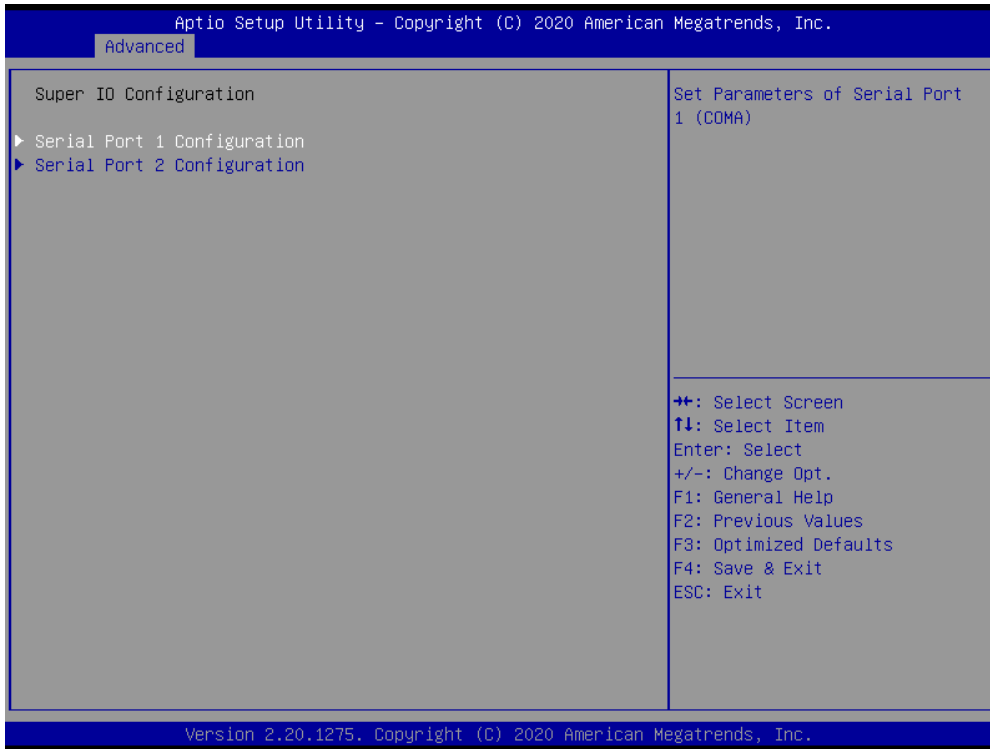 Aptio Setup Utility – Copyright (C) 2020 American Megatrends, Inc.
Advanced
Super IO Configuration
Serial Port 1 Configuration
Serial Port 2 Configuration
Set Parameters of Serial Port
1 (COMA)
→←: Select Screen
↑↓: Select Item
Enter: Select
+/-: Change Opt.
F1: General Help
F2: Previous Values
F3: Optimized Defaults
F4: Save & Exit
ESC: Exit
Version 2.20.1275. Copyright (C) 2020 American Megatrends, Inc.